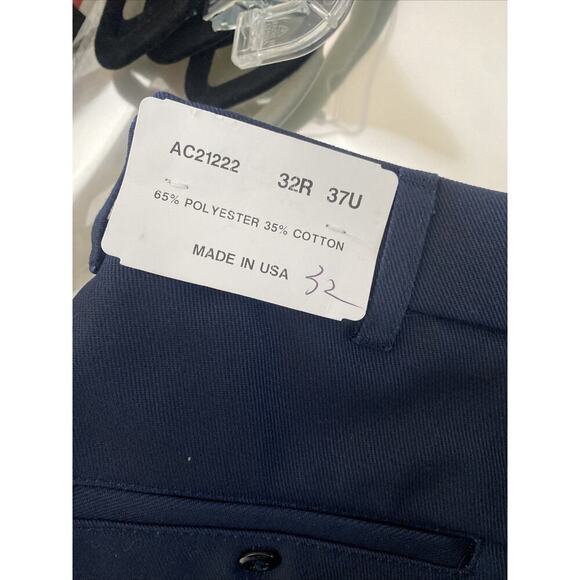 AC21222 32R 37U
65% POLYESTER 35% COTTON
MADE IN USA 32